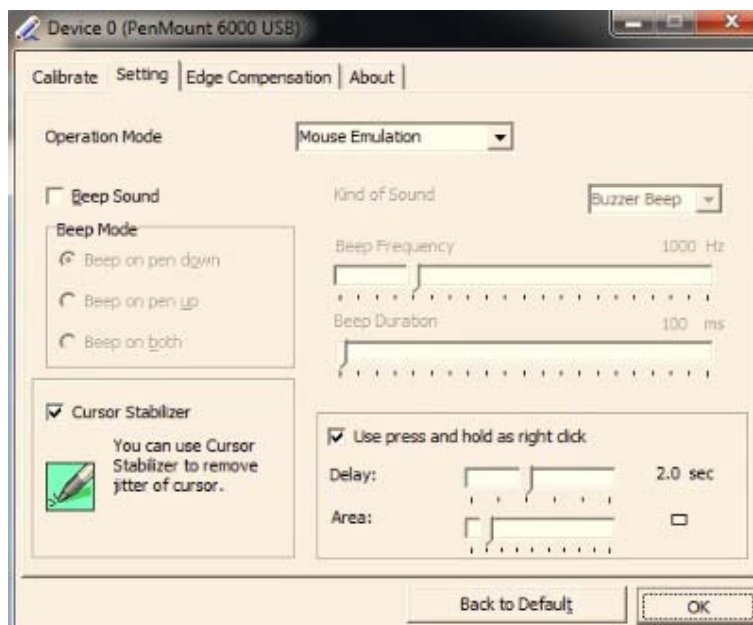 Device 0 (PenMount 6000 USB)
Calibrate Setting Edge Compensation About
Operation Mode Mouse Emulation
Beep Sound Kind of Sound Buzzer Beep
Beep Mode
Beep on pen down Beep Frequency 1000 Hz
Beep on pen up
Beep on both Beep Duration 100 ms
Cursor Stabilizer
You can use Cursor
Stabilizer to remove
jitter of cursor.
Use press and hold as right click
Delay: 2.0 sec
Area:
Back to Default OK